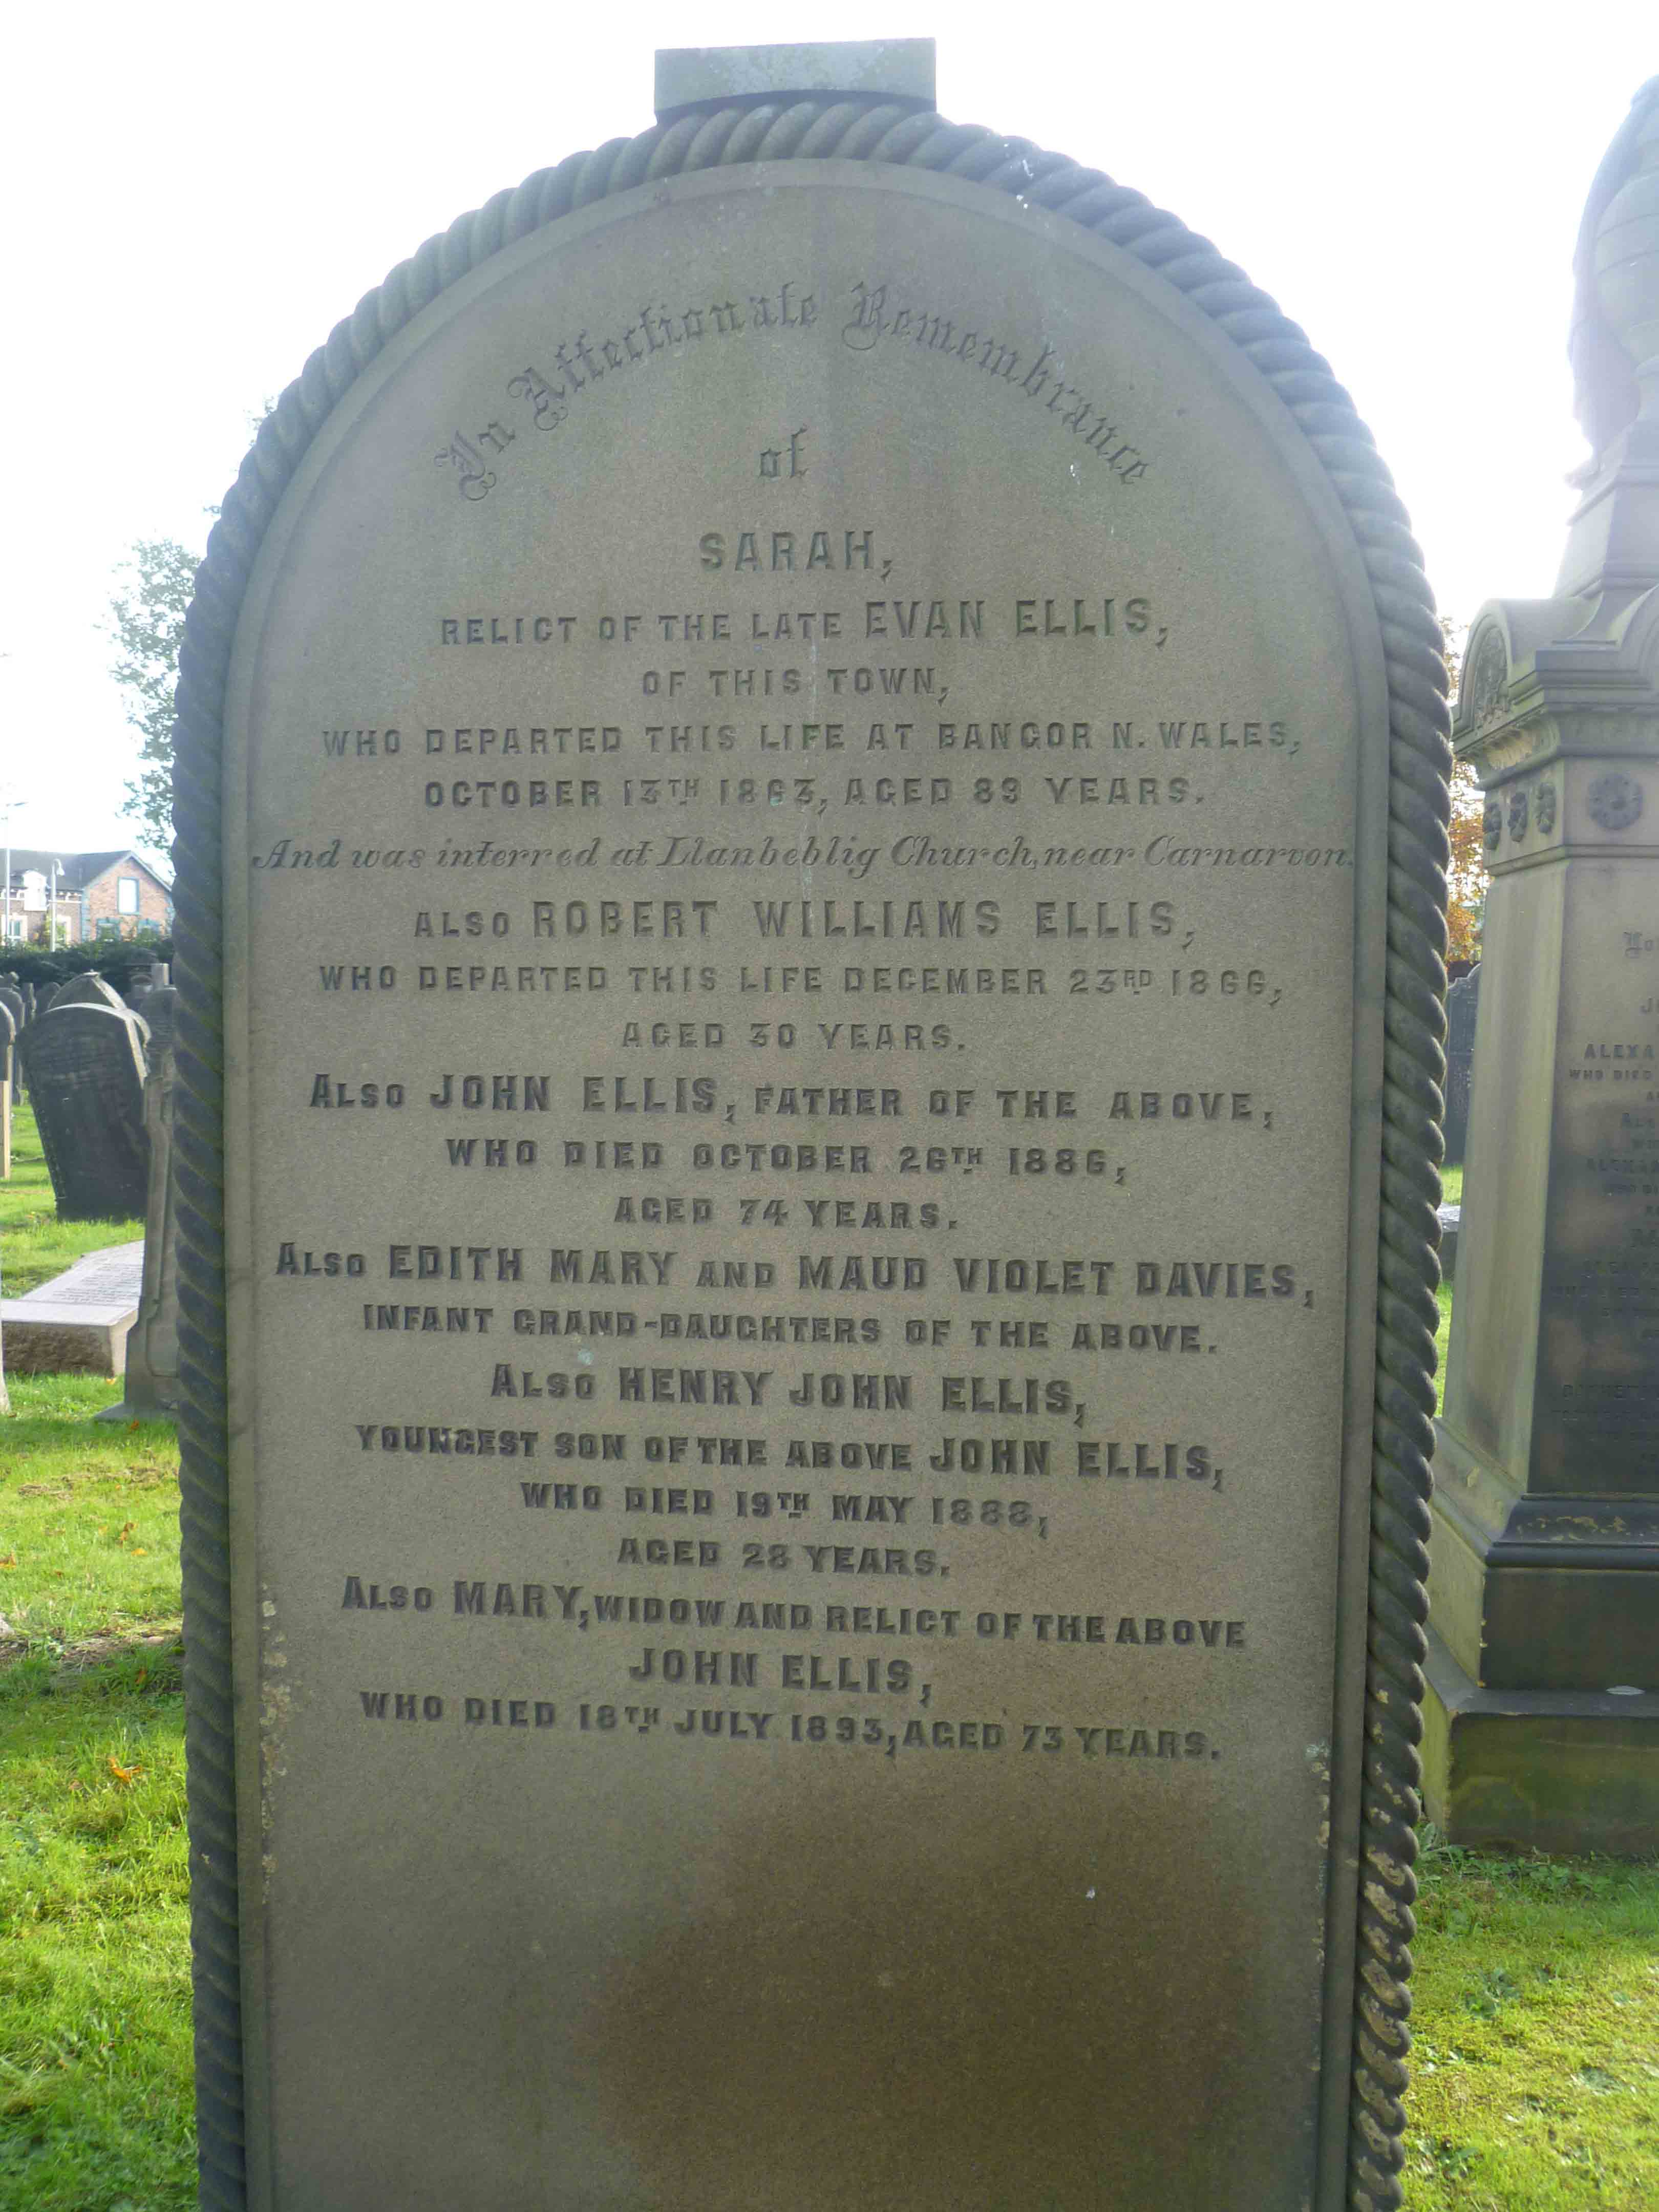 In Affectionate Remembrance
of
SARAH,
RELICT OF THE LATE EVAN ELLIS,
OF THIS TOWN,
WHO DEPARTED THIS LIFE AT BANGOR N. WALES,
OCTOBER 13TH 1863, AGED 89 YEARS.
And was interred at Llanbeblig Church, near Carnarvon.
ALSO ROBERT WILLIAMS ELLIS,
WHO DEPARTED THIS LIFE DECEMBER 23RD 1866,
AGED 30 YEARS.
ALSO JOHN ELLIS, FATHER OF THE ABOVE,
WHO DIED OCTOBER 26TH 1886,
AGED 74 YEARS.
ALSO EDITH MARY AND MAUD VIOLET DAVIES,
INFANT GRAND-DAUGHTERS OF THE ABOVE.
ALSO HENRY JOHN ELLIS,
YOUNGEST SON OF THE ABOVE JOHN ELLIS,
WHO DIED 19TH MAY 1888,
AGED 28 YEARS.
ALSO MARY, WIDOW AND RELICT OF THE ABOVE
JOHN ELLIS,
WHO DIED 18TH JULY 1893, AGED 73 YEARS.
ALEXA
WHO DIED